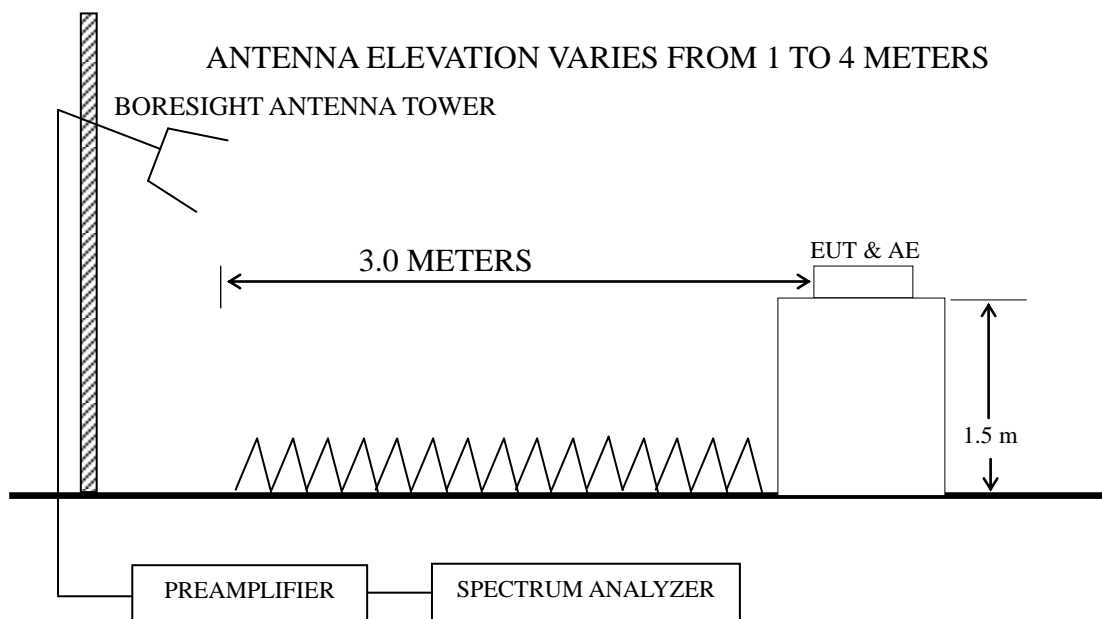 ANTENNA ELEVATION VARIES FROM 1 TO 4 METERS
BORESIGHT ANTENNA TOWER
EUT & AE
3.0 METERS
1.5 m
PREAMPLIFIER
SPECTRUM ANALYZER